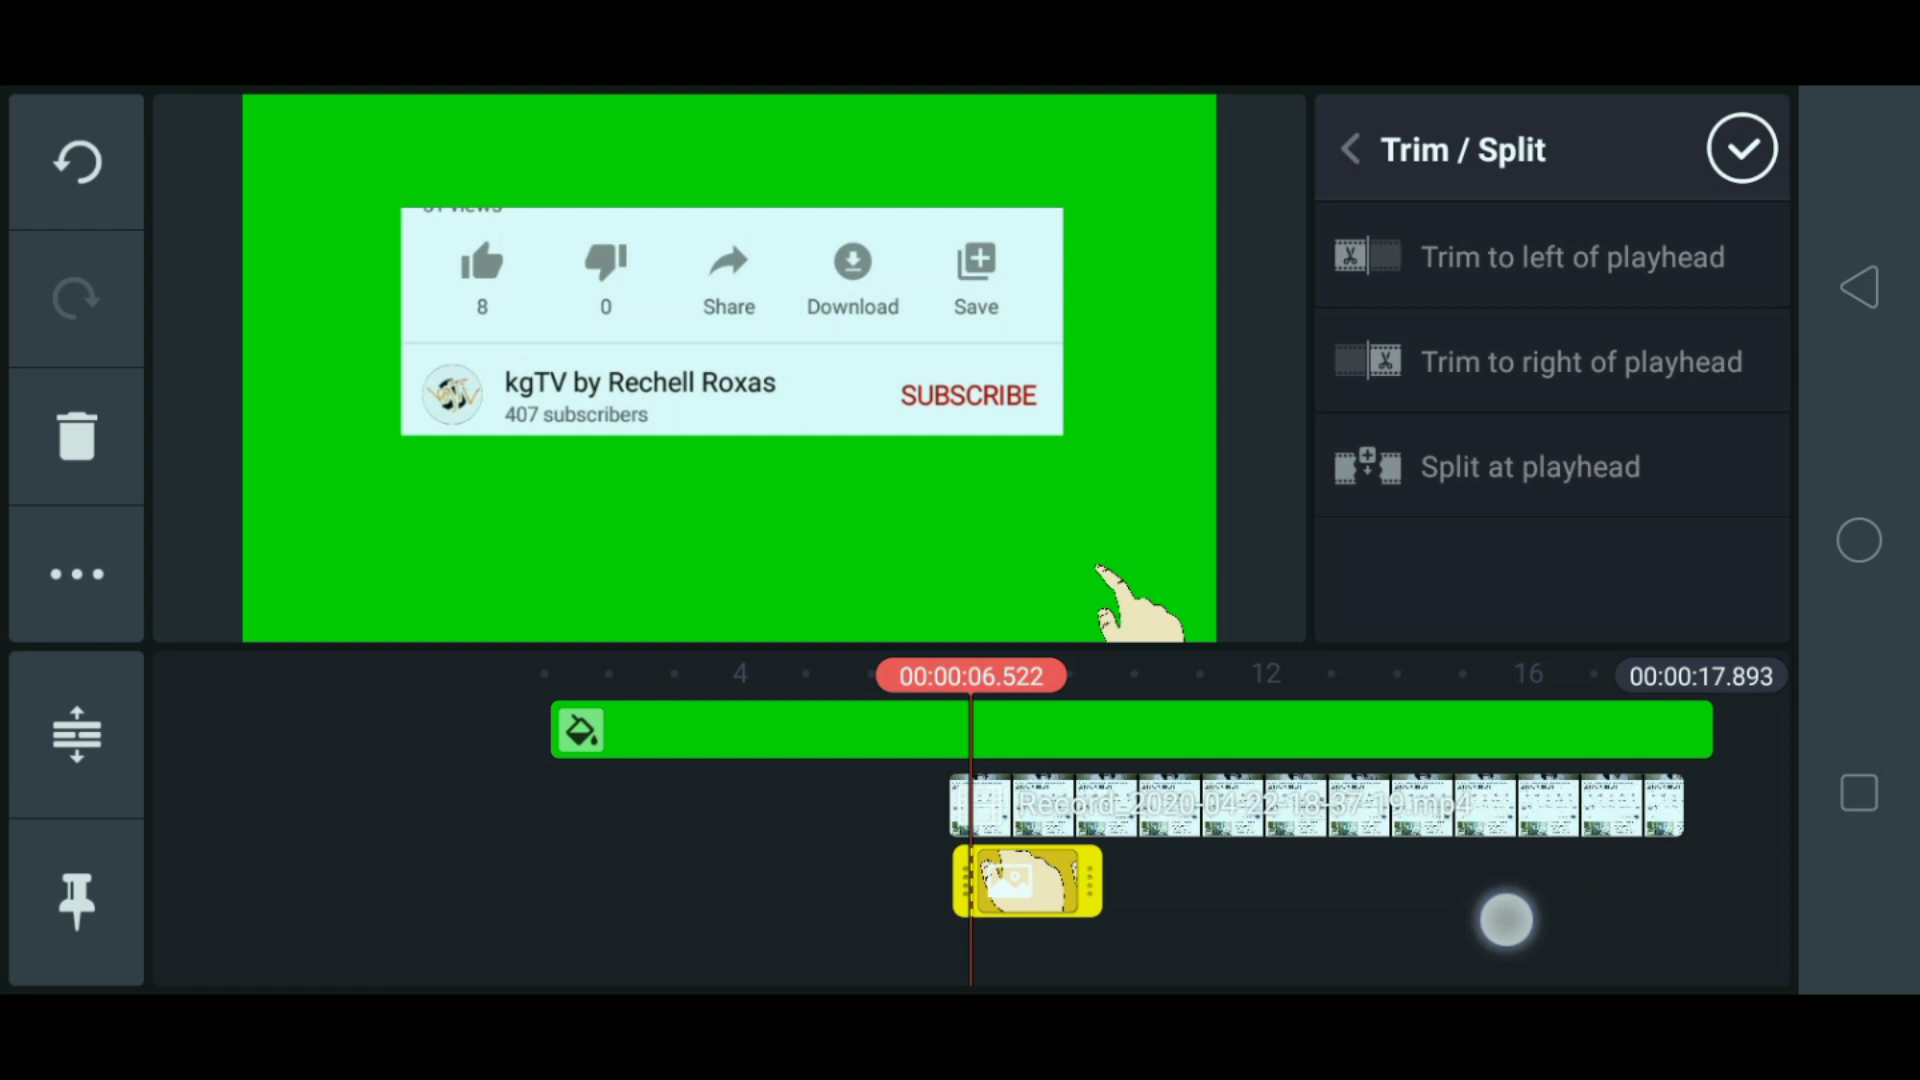 Trim / Split
Trim to left of playhead
Trim to right of playhead
Split at playhead
8
0
Share
Download
Save
kgTV by Rechell Roxas
407 subscribers
SUBSCRIBE
4
00:00:06.522
12
16
00:00:17.893
Record_2020-04-22-18-37-19.mp4